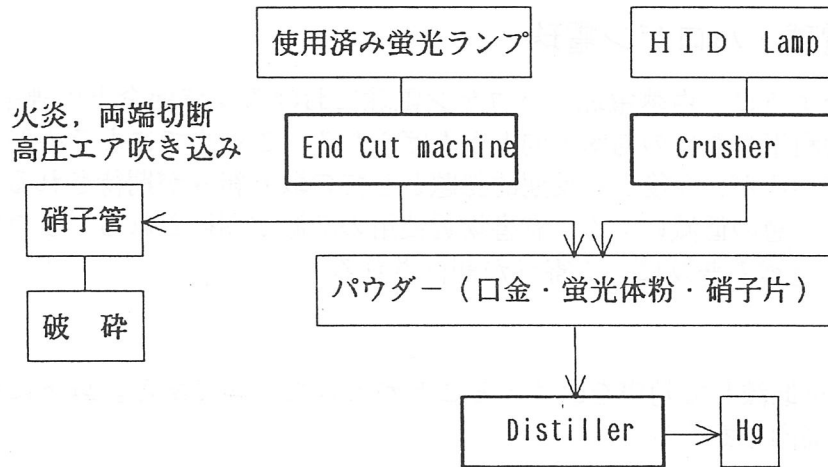 使用済み蛍光ランプ
ＨＩＤ Lamp
火炎，両端切断
高圧エア吹き込み
End Cut machine
Crusher
硝子管
パウダー（口金・蛍光体粉・硝子片）
破　砕
Distiller
Hg